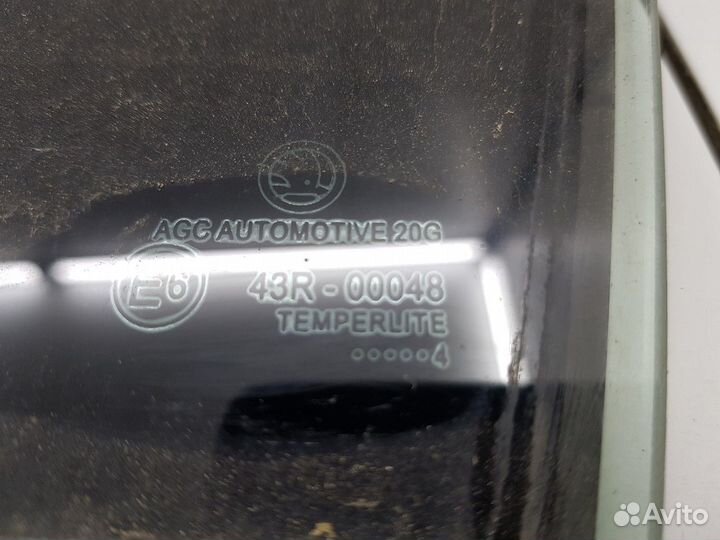 AGC AUTOMOTIVE 20G
E6
43R - 00048
TEMPERLITE
•••••4
Avito